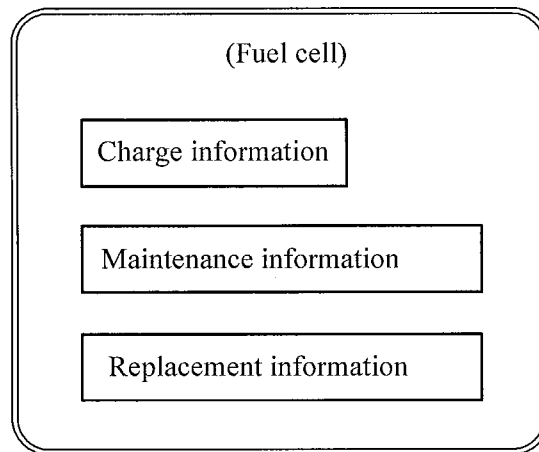 (Fuel cell)
Charge information
Maintenance information
Replacement information